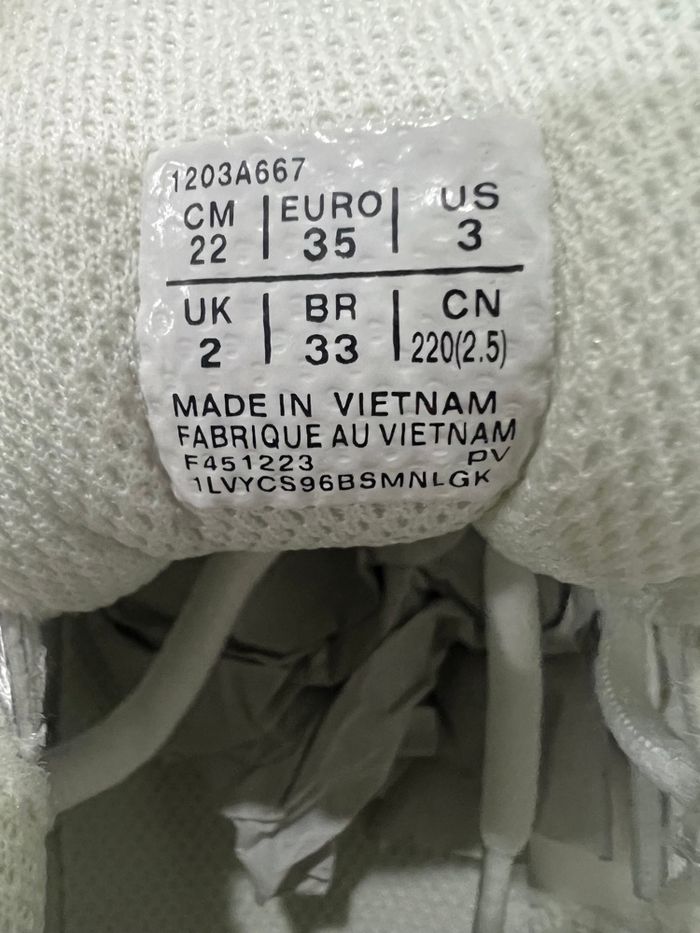 1203A667
CM | EURO | US
22 | 35 | 3
UK | BR | CN
2 | 33 | 220(2.5)
MADE IN VIETNAM
FABRIQUE AU VIETNAM
F451223 PV
1LVYCS96BSMNLGK